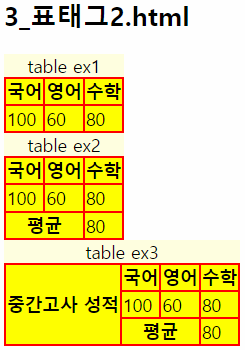 3_표태그2.html
table ex1
국어 영어 수학
100 60 80
table ex2
국어 영어 수학
100 60 80
평균 80
table ex3
중간고사 성적 국어 영어 수학
100 60 80
평균 80